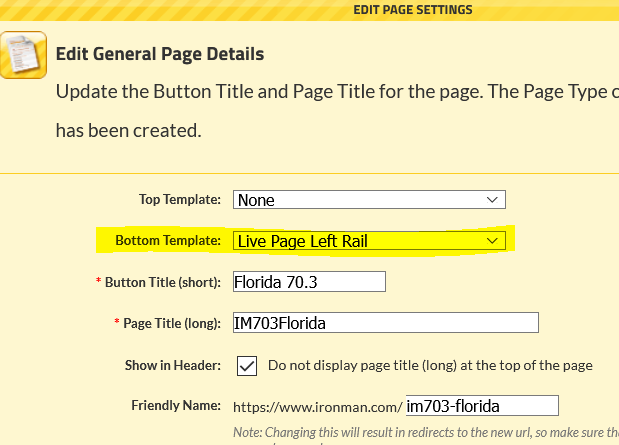 EDIT PAGE SETTINGS
Edit General Page Details
Update the Button Title and Page Title for the page. The Page Type
has been created.
Top Template: None
Bottom Template: Live Page Left Rail
* Button Title (short): Florida 70.3
* Page Title (long): IM703Florida
Show in Header: Do not display page title (long) at the top of the page
Friendly Name: https://www.ironman.com/ im703-florida
Note: Changing this will result in redirects to the new url, so make sure